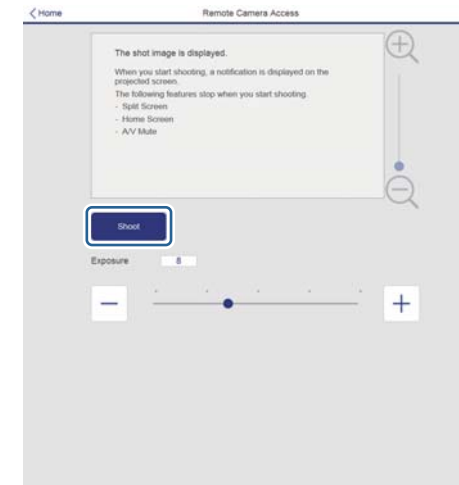 Home
Remote Camera Access
The shot image is displayed.
When you start shooting, a notification is displayed on the
projected screen.
The following features stop when you start shooting.
- Split Screen
- Home Screen
- A/V Mute
Shoot
Exposure 8